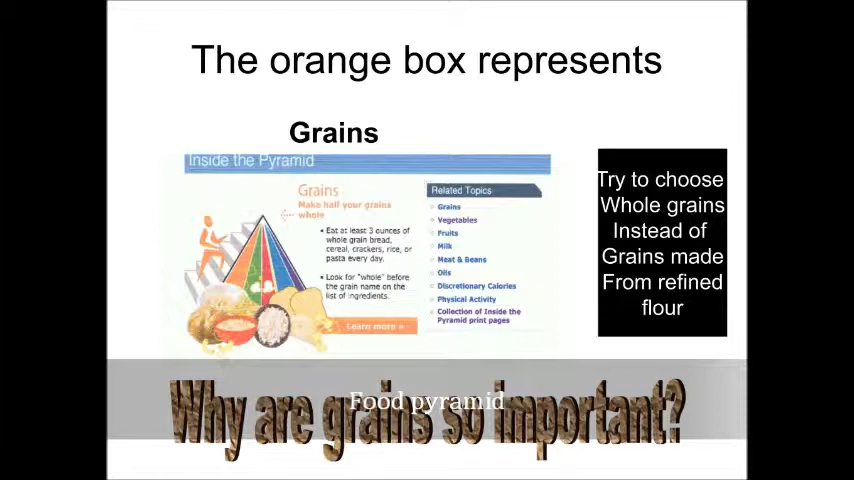 The orange box represents
Grains
Inside the Pyramid
Grains
Make half your grains
whole
• Eat at least 3 ounces of
whole grain bread,
cereal, crackers, rice, or
pasta every day.
• Look for "whole" before
the grain name on the
list of ingredients.
Learn more »
Related Topics
Grains
Vegetables
Fruits
Milk
Meat & Beans
Oils
Discretionary Calories
Physical Activity
Collection of Inside the
Pyramid print pages
Try to choose
Whole grains
Instead of
Grains made
From refined
flour
Why are grains so important?
Food pyramid